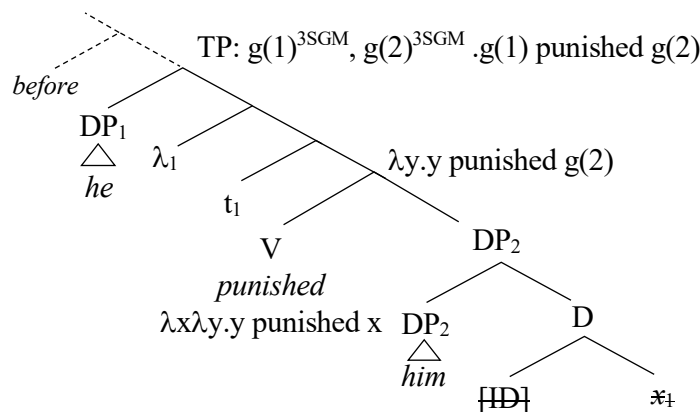 TP: g(1)³ˢᴳᴹ, g(2)³ˢᴳᴹ .g(1) punished g(2)
before
DP₁
he
λ₁
λy.y punished g(2)
t₁
V
DP₂
punished
λxλy.y punished x
DP₂
D
him
[ID]
x₁